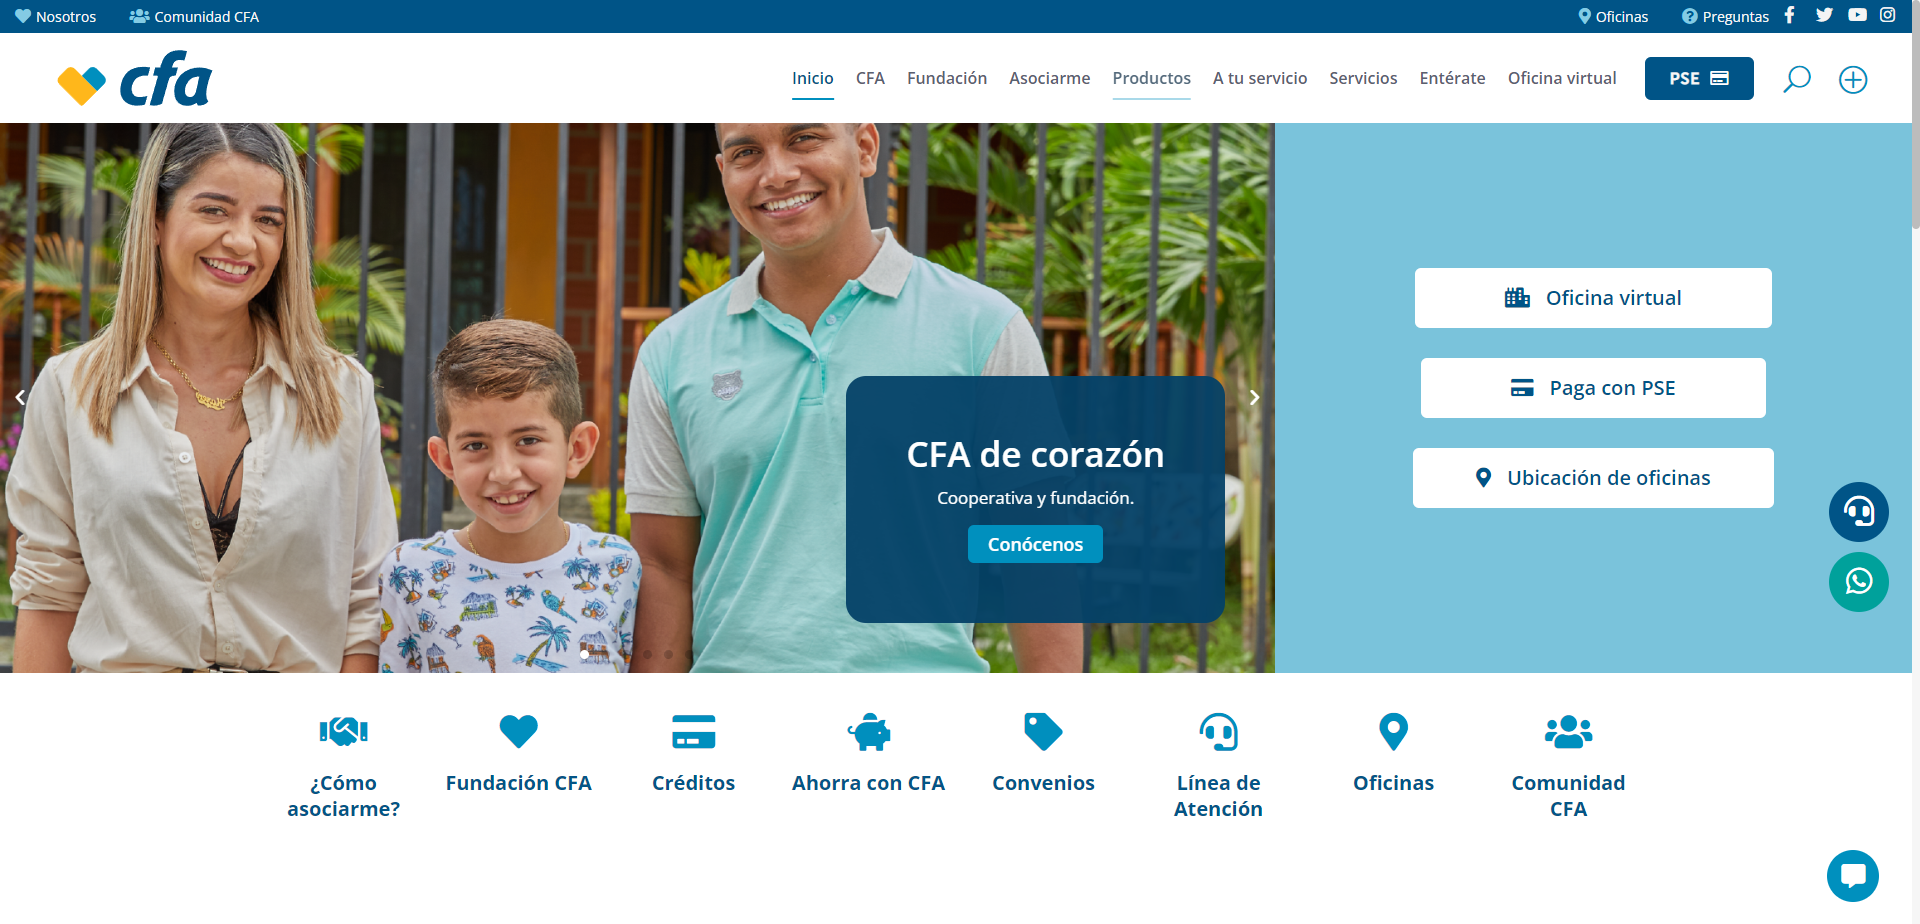 Nosotros
Comunidad CFA
Oficinas
Preguntas
cfa
Inicio
CFA
Fundación
Asociarme
Productos
A tu servicio
Servicios
Entérate
Oficina virtual
PSE
CFA de corazón
Cooperativa y fundación.
Conócenos
Oficina virtual
Paga con PSE
Ubicación de oficinas
¿Cómo
asociarme?
Fundación CFA
Créditos
Ahorra con CFA
Convenios
Línea de
Atención
Oficinas
Comunidad
CFA